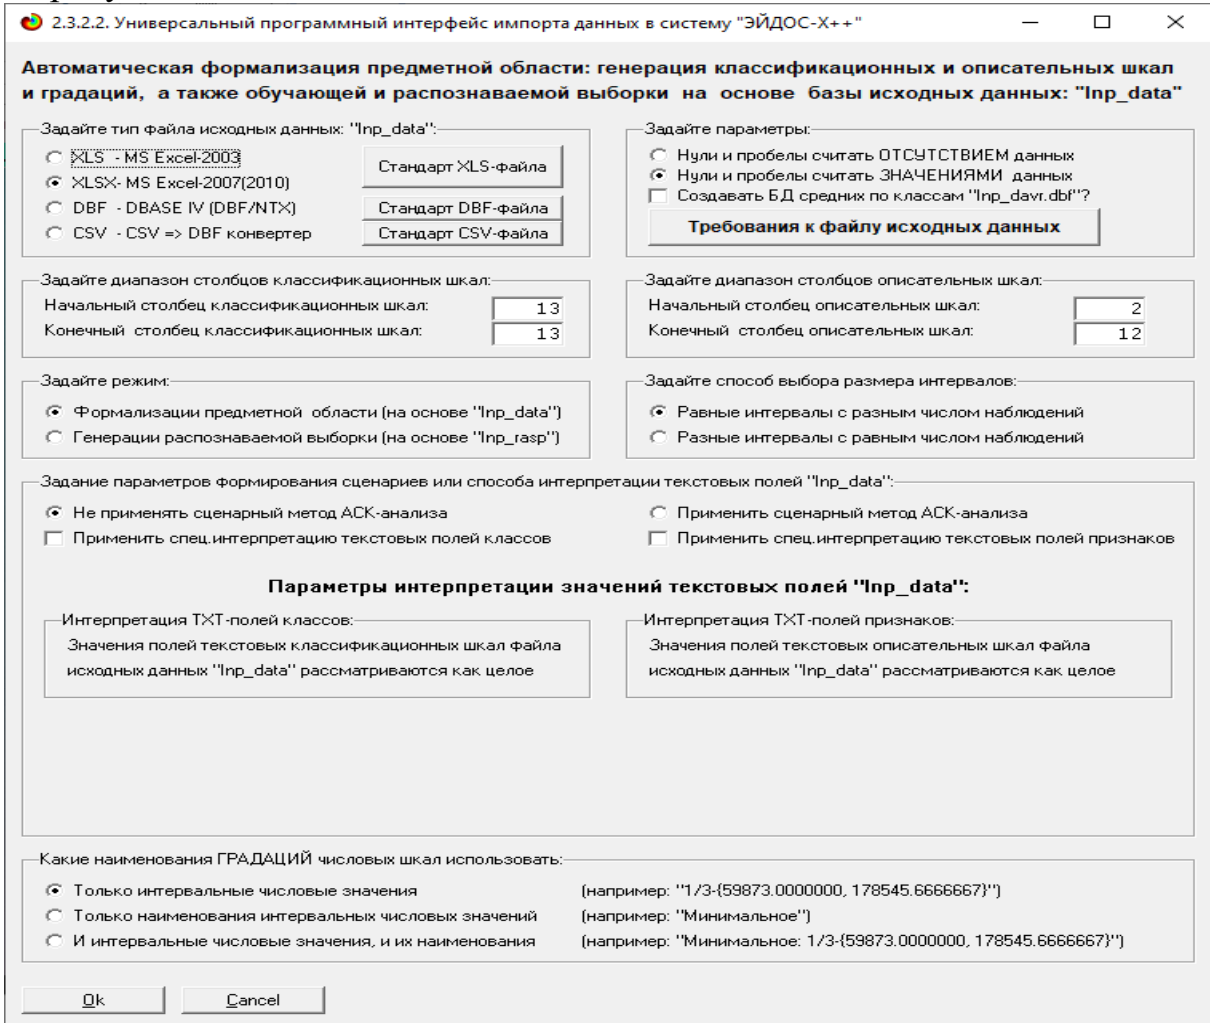 2.3.2.2. Универсальный программный интерфейс импорта данных в систему "ЭЙДОС-X++"
Автоматическая формализация предметной области: генерация классификационных и описательных шкал
и градаций, а также обучающей и распознаваемой выборки на основе базы исходных данных: "Inp_data"
Задайте тип файла исходных данных: "Inp_data":
XLS - MS Excel-2003
XLSX- MS Excel-2007(2010)
DBF - DBASE IV (DBF/NTX)
CSV - CSV => DBF конвертер
Стандарт XLS-файла
Стандарт DBF-файла
Стандарт CSV-файла
Задайте параметры:
Нули и пробелы считать ОТСУТСТВИЕМ данных
Нули и пробелы считать ЗНАЧЕНИЯМИ данных
Создавать БД средних по классам "Inp_davr.dbf"?
Требования к файлу исходных данных
Задайте диапазон столбцов классификационных шкал:
Начальный столбец классификационных шкал: 13
Конечный столбец классификационных шкал: 13
Задайте диапазон столбцов описательных шкал:
Начальный столбец описательных шкал: 2
Конечный столбец описательных шкал: 12
Задайте режим:
Формализации предметной области (на основе "Inp_data")
Генерации распознаваемой выборки (на основе "Inp_rasp")
Задайте способ выбора размера интервалов:
Равные интервалы с разным числом наблюдений
Разные интервалы с равным числом наблюдений
Задание параметров формирования сценариев или способа интерпретации текстовых полей "Inp_data":
Не применять сценарный метод АСК-анализа
Применить сценарный метод АСК-анализа
Применить спец.интерпретацию текстовых полей классов
Применить спец.интерпретацию текстовых полей признаков
Параметры интерпретации значений текстовых полей "Inp_data":
Интерпретация TXT-полей классов:
Значения полей текстовых классификационных шкал файла
исходных данных "Inp_data" рассматриваются как целое
Интерпретация TXT-полей признаков:
Значения полей текстовых описательных шкал файла
исходных данных "Inp_data" рассматриваются как целое
Какие наименования ГРАДАЦИЙ числовых шкал использовать:
Только интервальные числовые значения (например: "1/3-{59873.0000000, 178545.6666667}")
Только наименования интервальных числовых значений (например: "Минимальное")
И интервальные числовые значения, и их наименования (например: "Минимальное: 1/3-{59873.0000000, 178545.6666667}")
Ok
Cancel